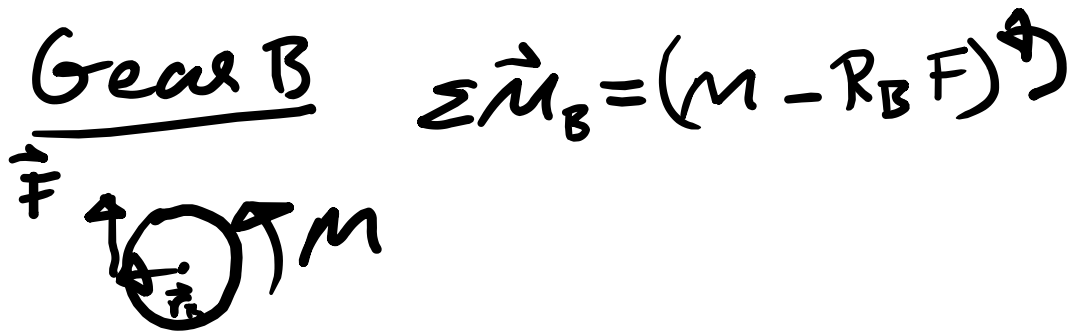 Gear B
ΣM⃗_B = (M - R_B F)
F⃗
M
r⃗_B